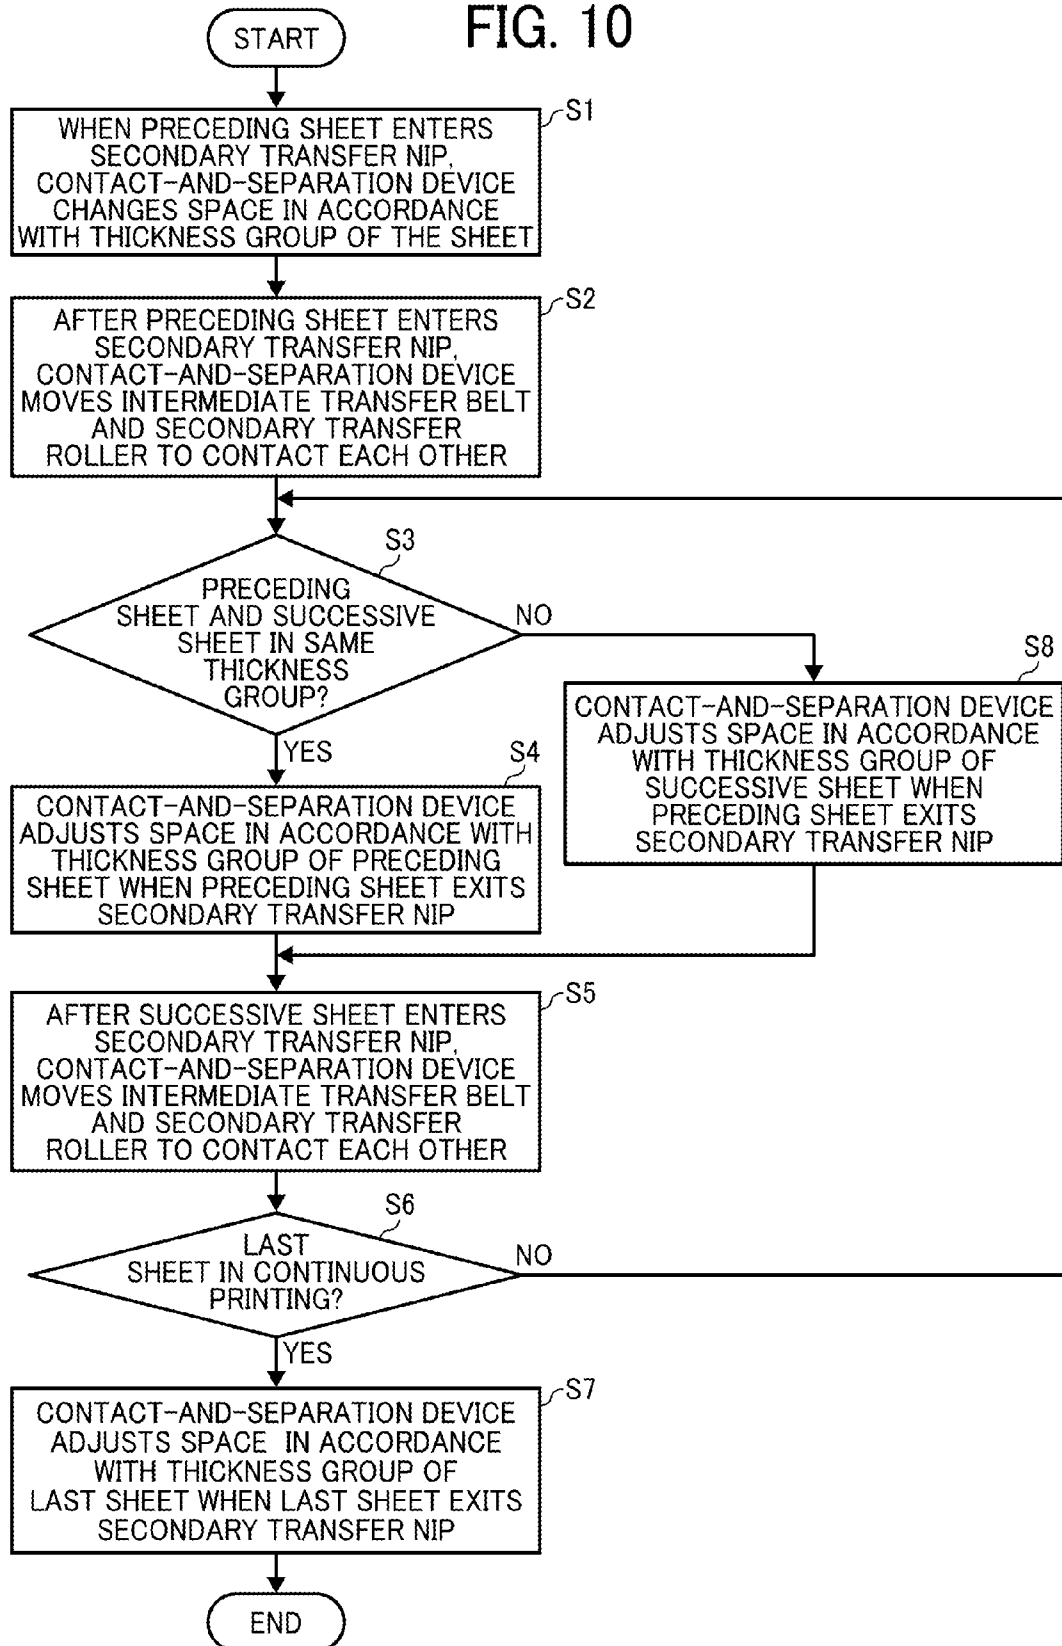 FIG. 10
START
S1
WHEN PRECEDING SHEET ENTERS
SECONDARY TRANSFER NIP,
CONTACT-AND-SEPARATION DEVICE
CHANGES SPACE IN ACCORDANCE
WITH THICKNESS GROUP OF THE SHEET
S2
AFTER PRECEDING SHEET ENTERS
SECONDARY TRANSFER NIP,
CONTACT-AND-SEPARATION DEVICE
MOVES INTERMEDIATE TRANSFER BELT
AND SECONDARY TRANSFER
ROLLER TO CONTACT EACH OTHER
S3
PRECEDING
SHEET AND SUCCESSIVE
SHEET IN SAME
THICKNESS
GROUP?
NO
YES
S8
CONTACT-AND-SEPARATION DEVICE
ADJUSTS SPACE IN ACCORDANCE
WITH THICKNESS GROUP OF
SUCCESSIVE SHEET WHEN
PRECEDING SHEET EXITS
SECONDARY TRANSFER NIP
S4
CONTACT-AND-SEPARATION DEVICE
ADJUSTS SPACE IN ACCORDANCE WITH
THICKNESS GROUP OF PRECEDING
SHEET WHEN PRECEDING SHEET EXITS
SECONDARY TRANSFER NIP
S5
AFTER SUCCESSIVE SHEET ENTERS
SECONDARY TRANSFER NIP,
CONTACT-AND-SEPARATION DEVICE
MOVES INTERMEDIATE TRANSFER BELT
AND SECONDARY TRANSFER
ROLLER TO CONTACT EACH OTHER
S6
LAST
SHEET IN CONTINUOUS
PRINTING?
NO
YES
S7
CONTACT-AND-SEPARATION DEVICE
ADJUSTS SPACE IN ACCORDANCE
WITH THICKNESS GROUP OF
LAST SHEET WHEN LAST SHEET EXITS
SECONDARY TRANSFER NIP
END